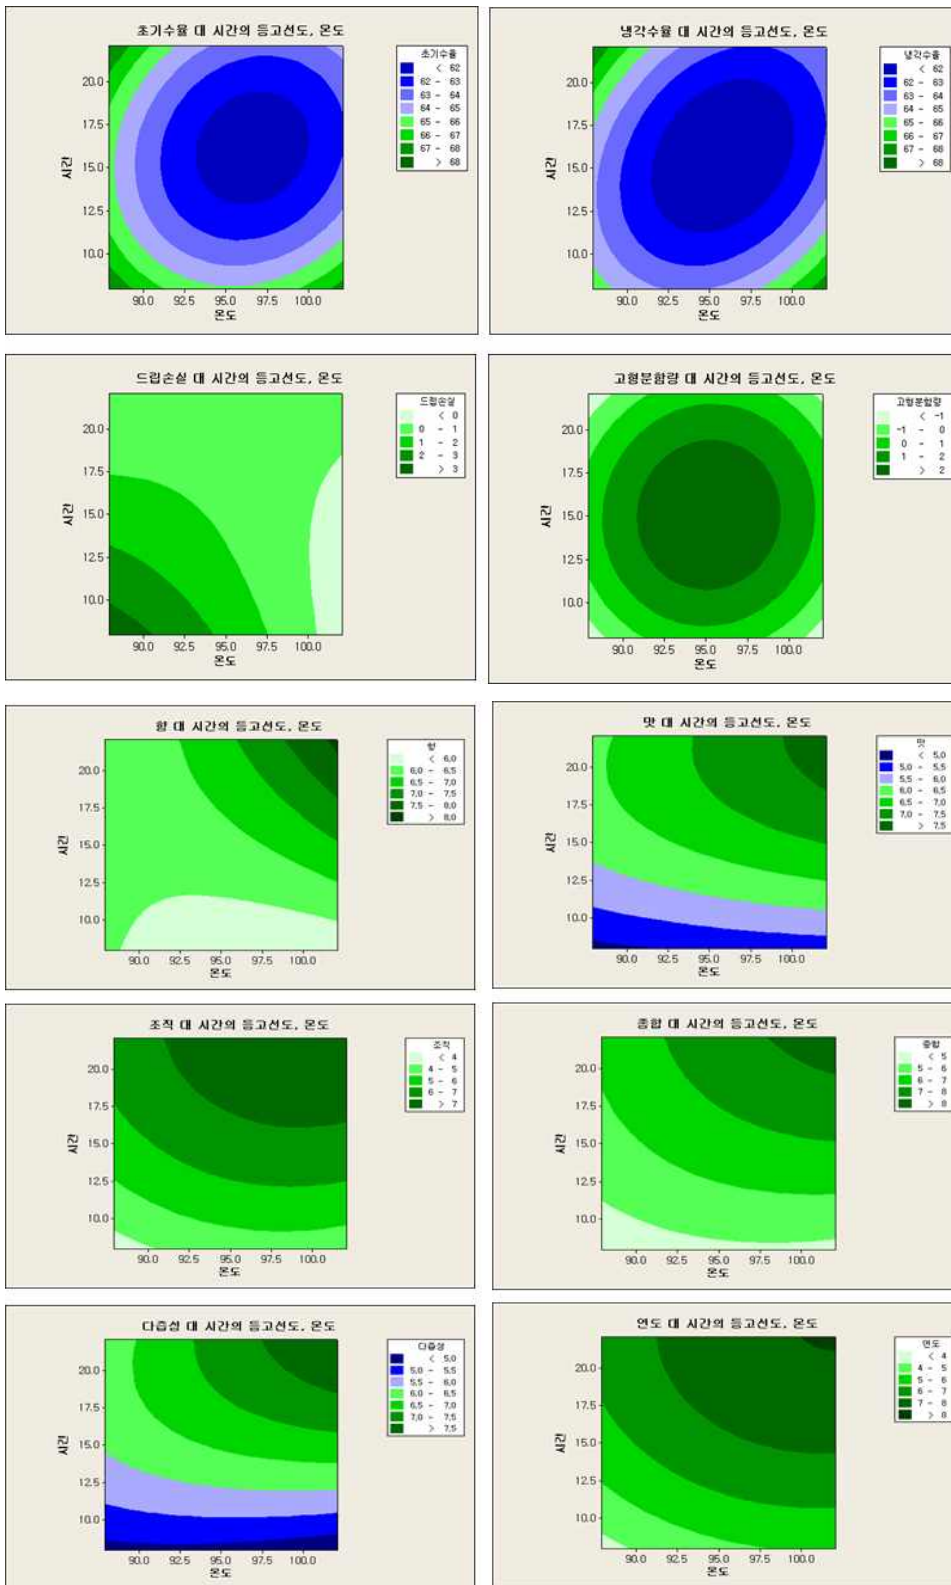 초기수율 대 시간의 등고선도, 온도
시간
20.0
17.5
15.0
12.5
10.0
90.0 92.5 95.0 97.5 100.0
온도
초기수율
< 62
62 - 63
63 - 64
64 - 65
65 - 66
66 - 67
67 - 68
> 68
냉각수율 대 시간의 등고선도, 온도
시간
20.0
17.5
15.0
12.5
10.0
90.0 92.5 95.0 97.5 100.0
온도
냉각수율
< 62
62 - 63
63 - 64
64 - 65
65 - 66
66 - 67
67 - 68
> 68
드립손실 대 시간의 등고선도, 온도
시간
20.0
17.5
15.0
12.5
10.0
90.0 92.5 95.0 97.5 100.0
온도
드립손실
< 0
0 - 1
1 - 2
2 - 3
> 3
고형분함량 대 시간의 등고선도, 온도
시간
20.0
17.5
15.0
12.5
10.0
90.0 92.5 95.0 97.5 100.0
온도
고형분함량
< -1
-1 - 0
0 - 1
1 - 2
> 2
향 대 시간의 등고선도, 온도
시간
20.0
17.5
15.0
12.5
10.0
90.0 92.5 95.0 97.5 100.0
온도
향
< 6.0
6.0 - 6.5
6.5 - 7.0
7.0 - 7.5
7.5 - 8.0
> 8.0
맛 대 시간의 등고선도, 온도
시간
20.0
17.5
15.0
12.5
10.0
90.0 92.5 95.0 97.5 100.0
온도
맛
< 5.0
5.0 - 5.5
5.5 - 6.0
6.0 - 6.5
6.5 - 7.0
7.0 - 7.5
> 7.5
조직 대 시간의 등고선도, 온도
시간
20.0
17.5
15.0
12.5
10.0
90.0 92.5 95.0 97.5 100.0
온도
조직
< 4
4 - 5
5 - 6
6 - 7
> 7
종합 대 시간의 등고선도, 온도
시간
20.0
17.5
15.0
12.5
10.0
90.0 92.5 95.0 97.5 100.0
온도
종합
< 5
5 - 6
6 - 7
7 - 8
> 8
다즙성 대 시간의 등고선도, 온도
시간
20.0
17.5
15.0
12.5
10.0
90.0 92.5 95.0 97.5 100.0
온도
다즙성
< 5.0
5.0 - 5.5
5.5 - 6.0
6.0 - 6.5
6.5 - 7.0
7.0 - 7.5
> 7.5
연도 대 시간의 등고선도, 온도
시간
20.0
17.5
15.0
12.5
10.0
90.0 92.5 95.0 97.5 100.0
온도
연도
< 4
4 - 5
5 - 6
6 - 7
7 - 8
> 8